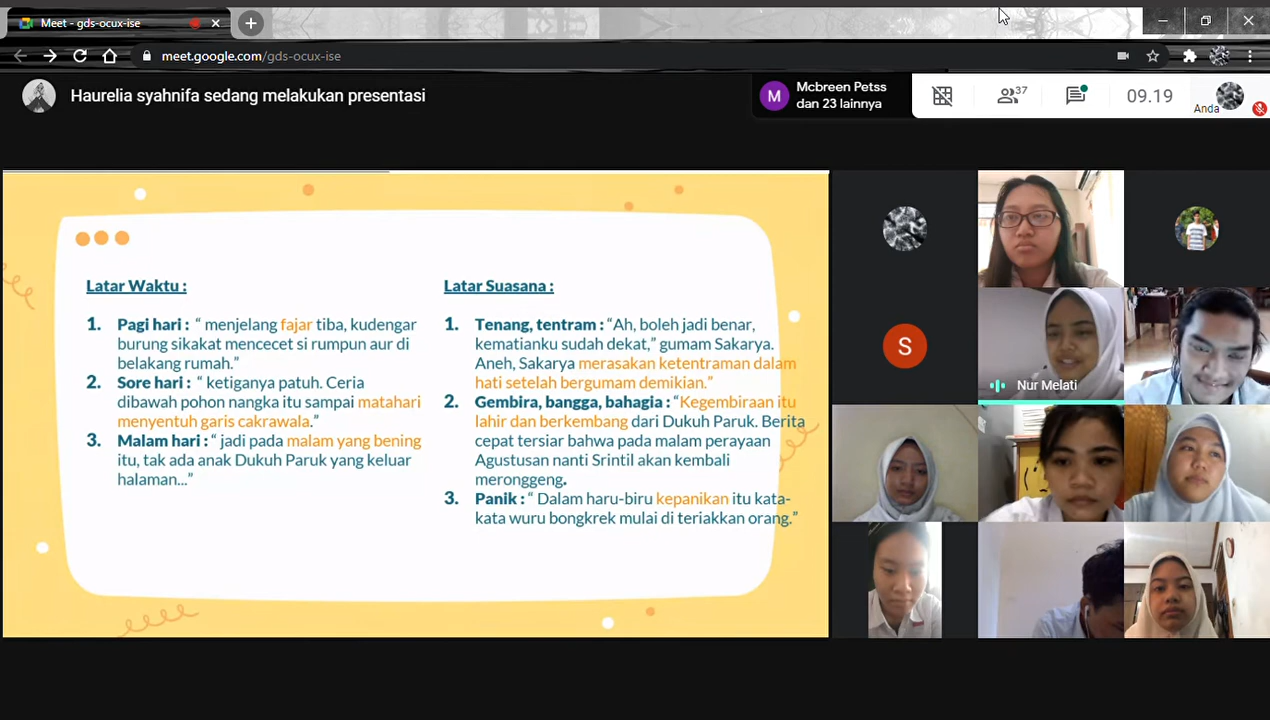 Meet - gds-ocux-ise
meet.google.com/gds-ocux-ise
Haurelia syahnifa sedang melakukan presentasi
M
Mcbreen Petss
dan 23 lainnya
37
09.19
Anda
Latar Waktu :
1. Pagi hari : “ menjelang fajar tiba, kudengar
burung sikakat mencecet si rumpun aur di
belakang rumah.”
2. Sore hari : “ ketiganya patuh. Ceria
dibawah pohon nangka itu sampai matahari
menyentuh garis cakrawala.”
3. Malam hari : “ jadi pada malam yang bening
itu, tak ada anak Dukuh Paruk yang keluar
halaman...”
Latar Suasana :
1. Tenang, tentram : “Ah, boleh jadi benar,
kematianku sudah dekat,” gumam Sakarya.
Aneh, Sakarya merasakan ketentraman dalam
hati setelah bergumam demikian.”
2. Gembira, bangga, bahagia : “Kegembiraan itu
lahir dan berkembang dari Dukuh Paruk. Berita
cepat tersiar bahwa pada malam perayaan
Agustusan nanti Srintil akan kembali
meronggeng.
3. Panik : “ Dalam haru-biru kepanikan itu kata-
kata wuru bongkrek mulai di teriakkan orang.”
S
Nur Melati